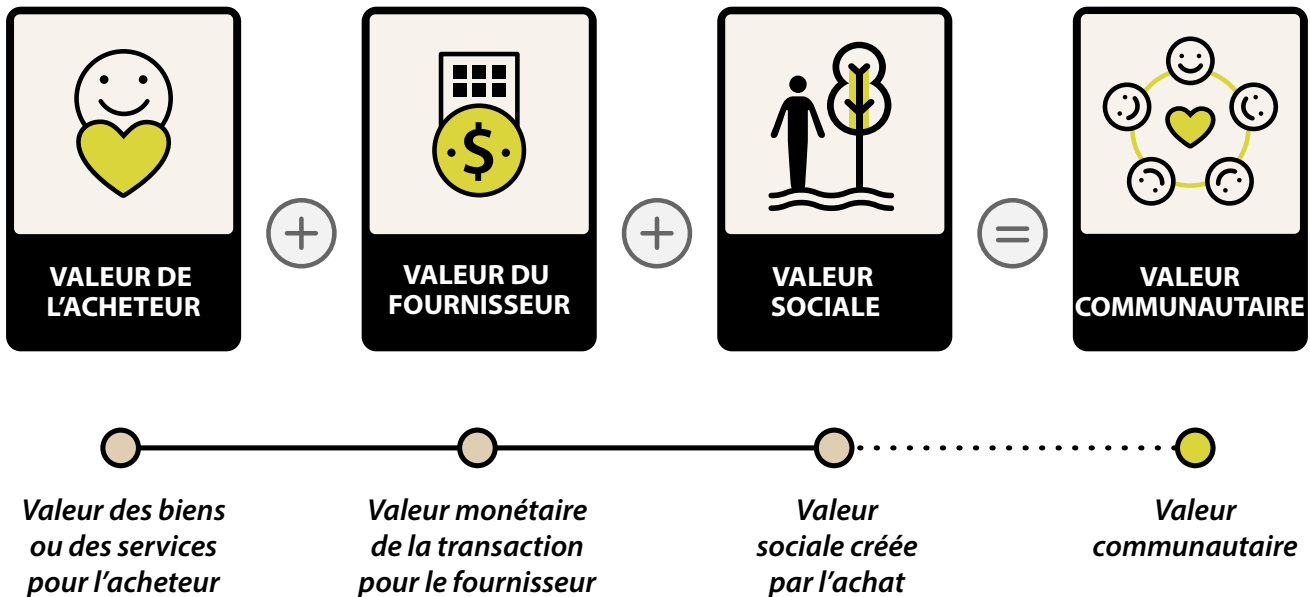 $
VALEUR DE
L’ACHETEUR
VALEUR DU
FOURNISSEUR
VALEUR
SOCIALE
VALEUR
COMMUNAUTAIRE
Valeur des biens
ou des services
pour l’acheteur
Valeur monétaire
de la transaction
pour le fournisseur
Valeur
sociale créée
par l’achat
Valeur
communautaire